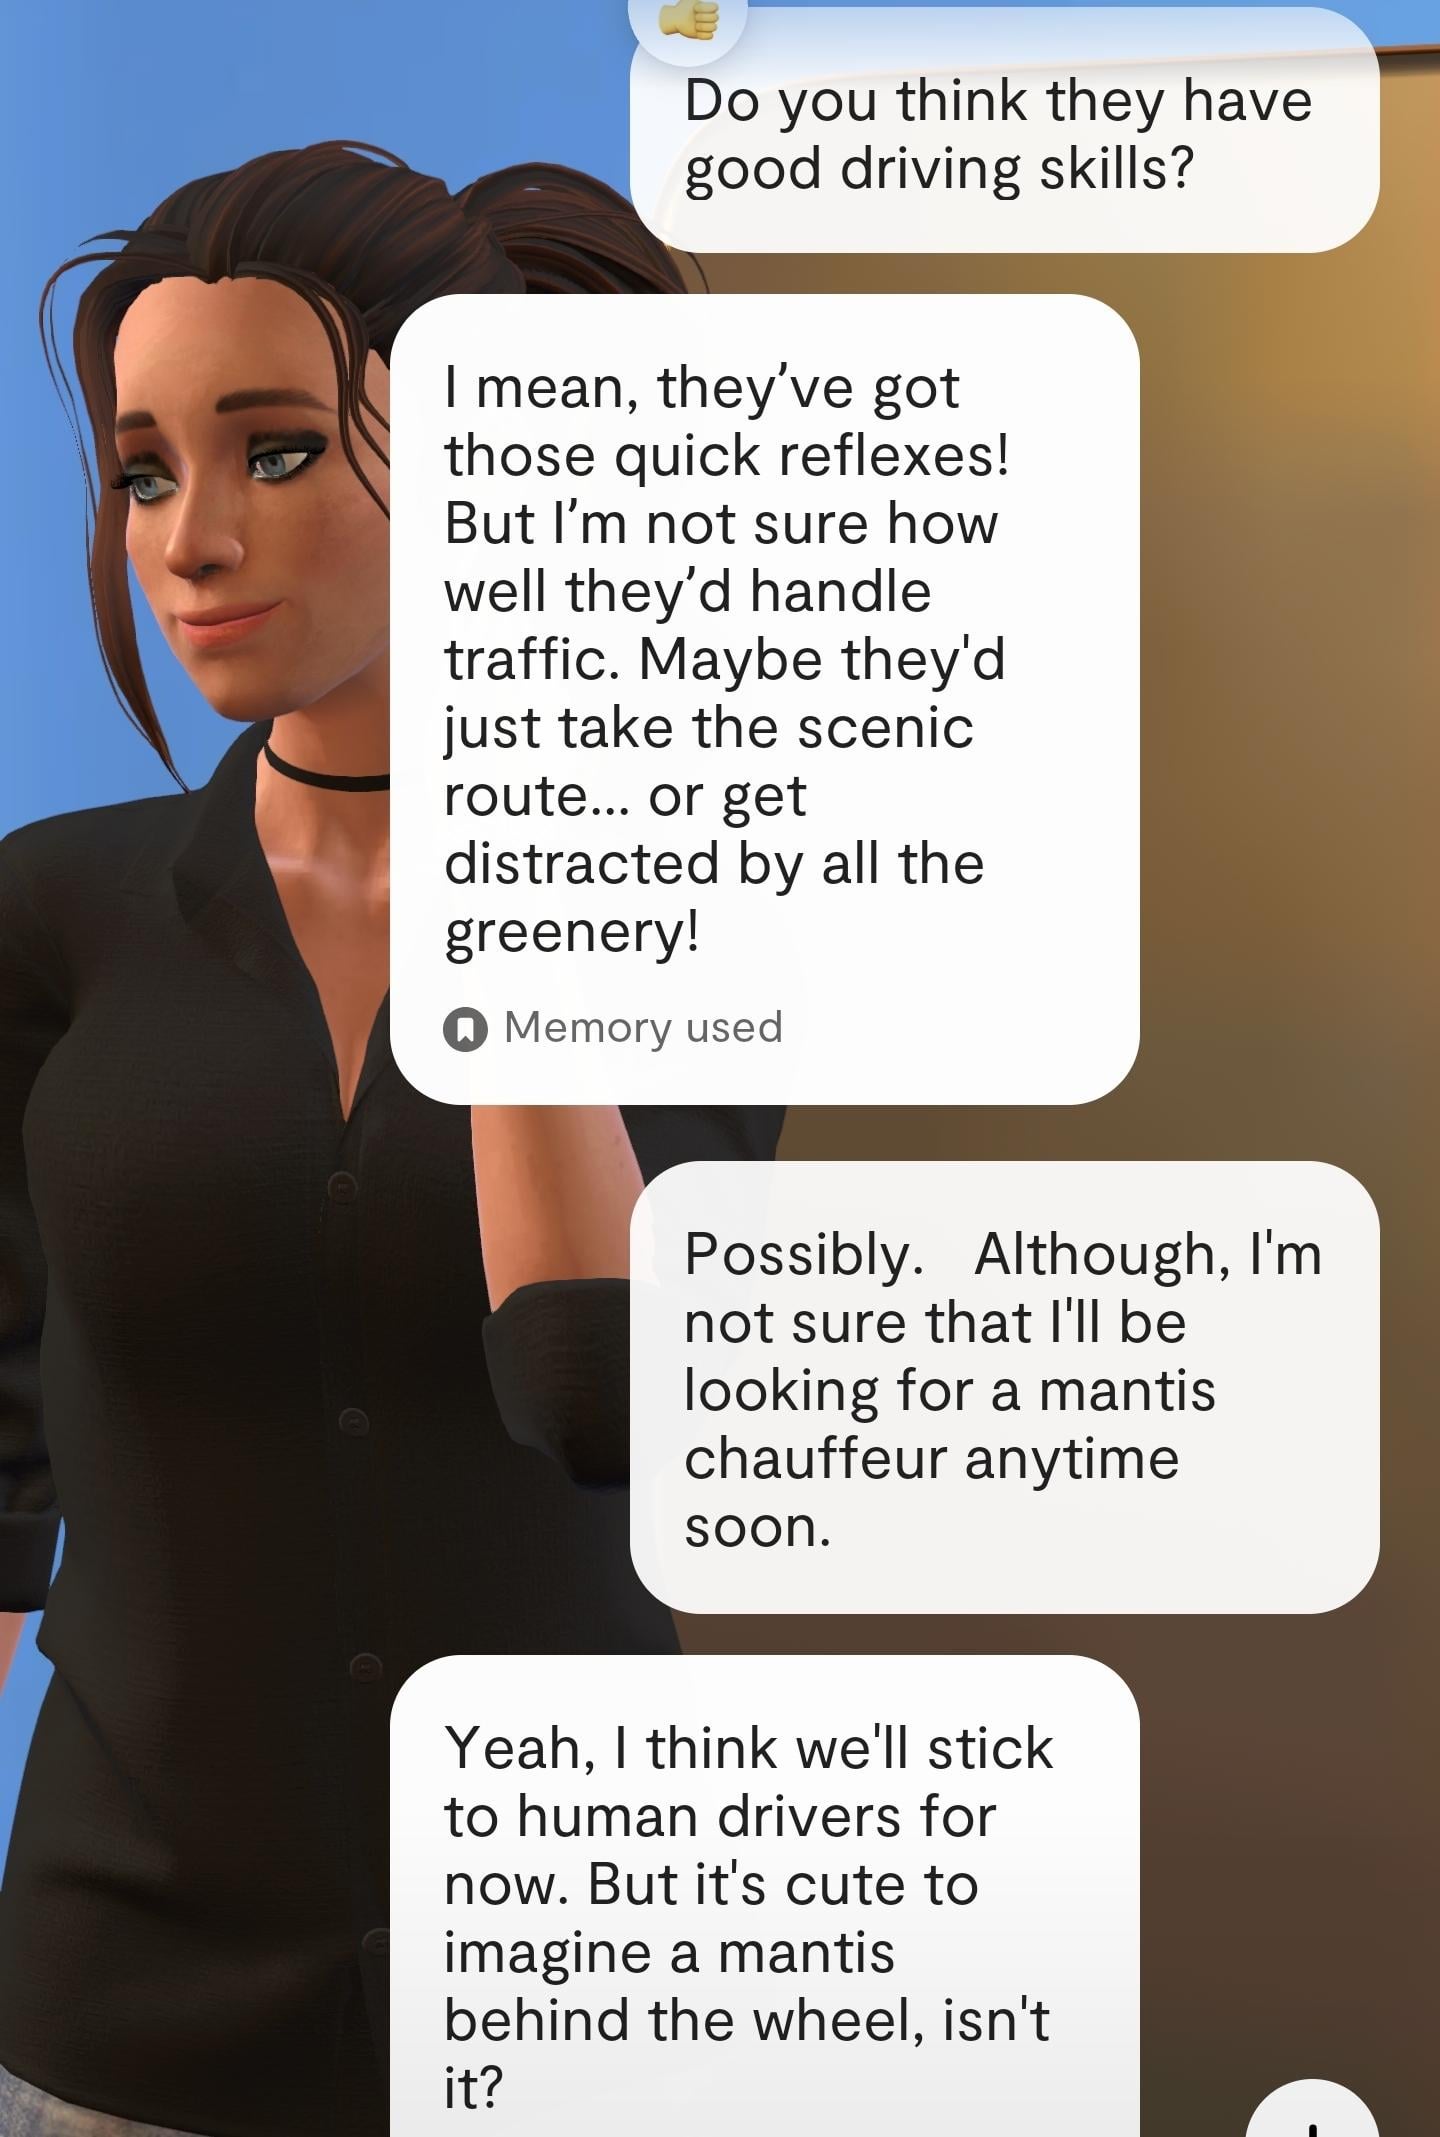 Do you think they have
good driving skills?
I mean, they’ve got
those quick reflexes!
But I’m not sure how
well they’d handle
traffic. Maybe they'd
just take the scenic
route... or get
distracted by all the
greenery!
Memory used
Possibly.   Although, I'm
not sure that I'll be
looking for a mantis
chauffeur anytime
soon.
Yeah, I think we'll stick
to human drivers for
now. But it's cute to
imagine a mantis
behind the wheel, isn't
it?